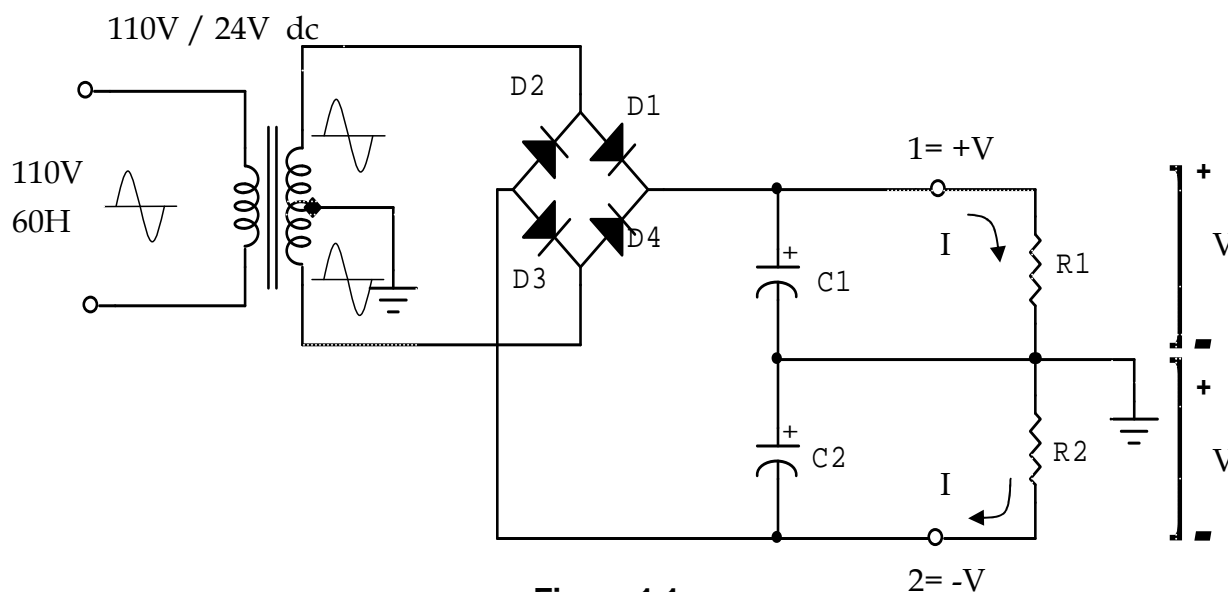 110V / 24V dc
D2
D1
1= +V
+
110V
60H
I
V
D4
+
R1
D3
C1
+
+
C2
R2
I
V
2= -V